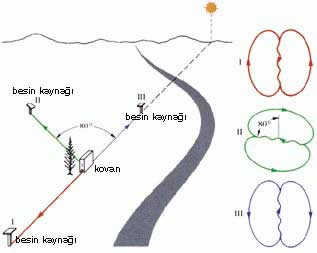 besin kaynağı
II
III
besin kaynağı
80°
kovan
I
besin kaynağı
I
II
80°
III